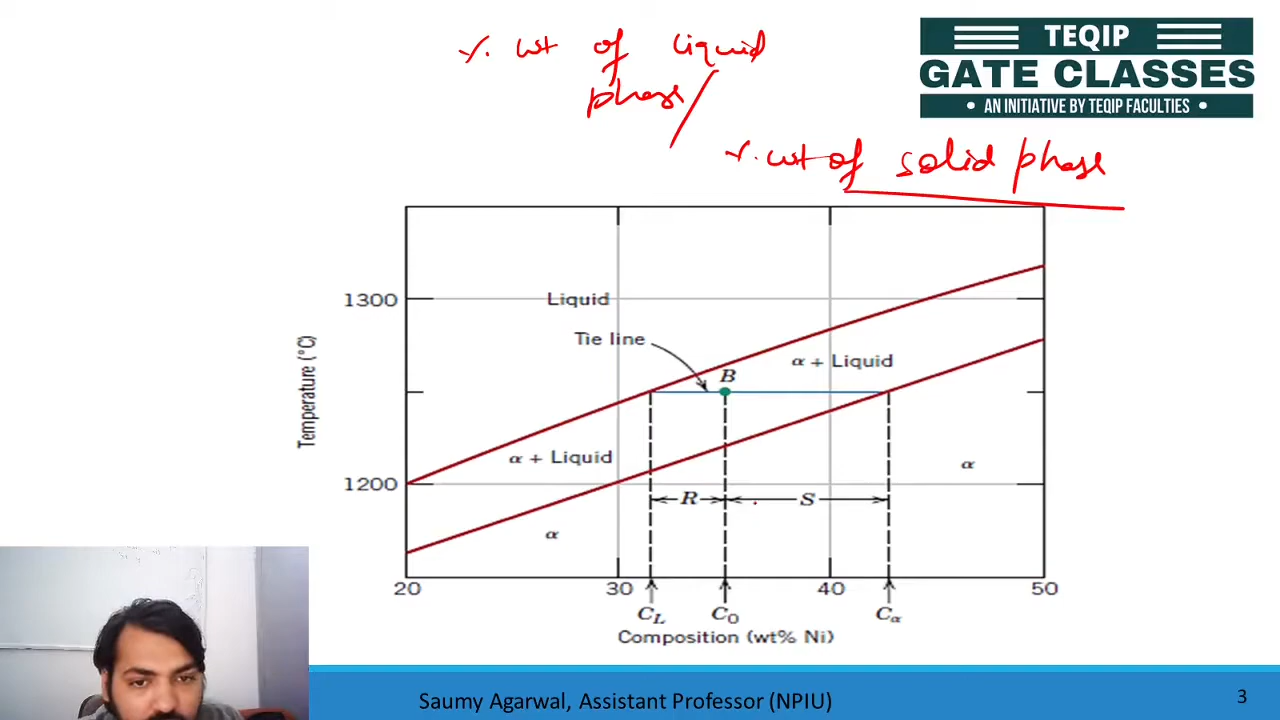 %. wt of liquid
phase/
%. wt of solid phase
TEQIP
GATE CLASSES
• AN INITIATIVE BY TEQIP FACULTIES •
1300
Liquid
Tie line
α + Liquid
B
Temperature (°C)
α + Liquid
α
1200
R
S
α
20
30
40
50
C_L
C_0
C_α
Composition (wt% Ni)
Saumy Agarwal, Assistant Professor (NPIU)
3